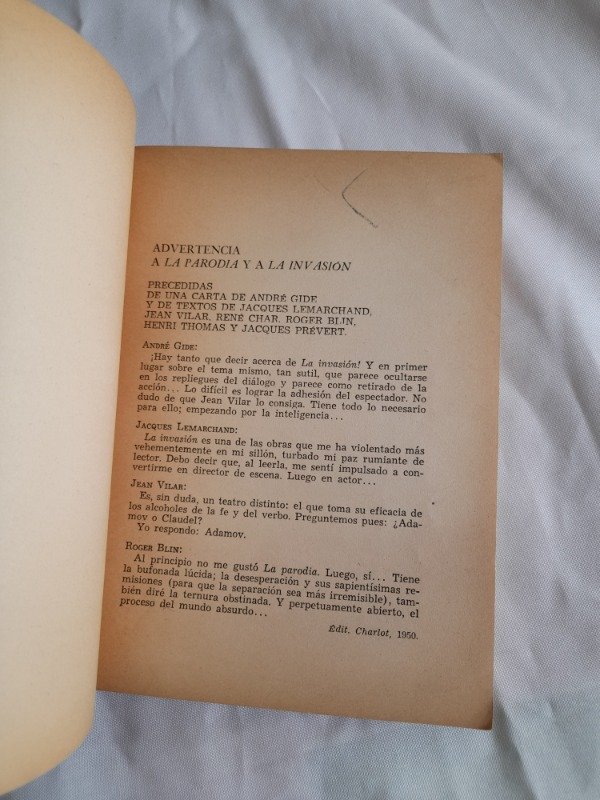 ADVERTENCIA
A LA PARODIA Y A LA INVASIÓN
PRECEDIDAS
DE UNA CARTA DE ANDRÉ GIDE
Y DE TEXTOS DE JACQUES LEMARCHAND,
JEAN VILAR, RENÉ CHAR, ROGER BLIN,
HENRI THOMAS Y JACQUES PRÉVERT.
ANDRÉ GIDE:
¡Hay tanto que decir acerca de La invasión! Y en primer
lugar sobre el tema mismo, tan sutil, que parece ocultarse
en los repliegues del diálogo y parece como retirado de la
acción... Lo difícil es lograr la adhesión del espectador. No
dudo de que Jean Vilar lo consiga. Tiene todo lo necesario
para ello; empezando por la inteligencia...
JACQUES LEMARCHAND:
La invasión es una de las obras que me ha violentado más
vehementemente en mi sillón, turbado mi paz rumiante de
lector. Debo decir que, al leerla, me sentí impulsado a con-
vertirme en director de escena. Luego en actor...
JEAN VILAR:
Es, sin duda, un teatro distinto: el que toma su eficacia de
los alcoholes de la fe y del verbo. Preguntemos pues: ¿Ada-
mov o Claudel?
Yo respondo: Adamov.
ROGER BLIN:
Al principio no me gustó La parodia. Luego, sí... Tiene
la bufonada lúcida; la desesperación y sus sapientísimas re-
misiones (para que la separación sea más irremisible), tam-
bién diré la ternura obstinada. Y perpetuamente abierto, el
proceso del mundo absurdo...
Édit. Charlot, 1950.